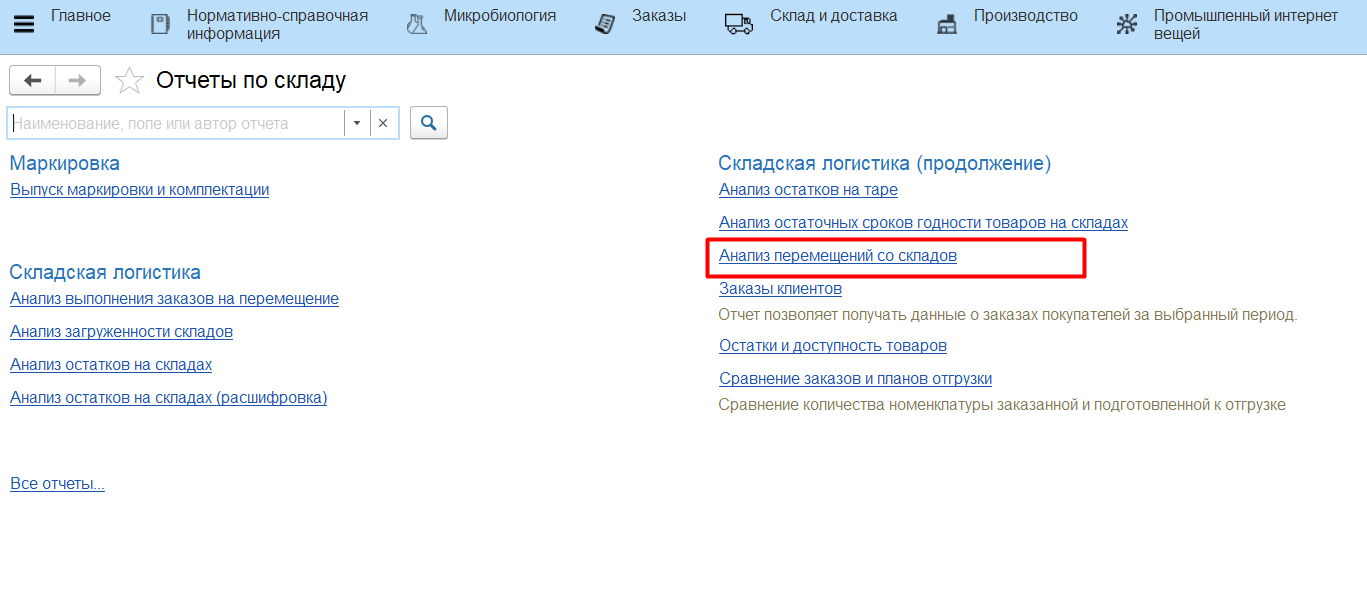 Главное
Нормативно-справочная
информация
Микробиология
Заказы
Склад и доставка
Производство
Промышленный интернет
вещей
Отчеты по складу
Наименование, поле или автор отчета
Маркировка
Выпуск маркировки и комплектации
Складская логистика
Анализ выполнения заказов на перемещение
Анализ загруженности складов
Анализ остатков на складах
Анализ остатков на складах (расшифровка)
Все отчеты...
Складская логистика (продолжение)
Анализ остатков на таре
Анализ остаточных сроков годности товаров на складах
Анализ перемещений со складов
Заказы клиентов
Отчет позволяет получать данные о заказах покупателей за выбранный период.
Остатки и доступность товаров
Сравнение заказов и планов отгрузки
Сравнение количества номенклатуры заказанной и подготовленной к отгрузке